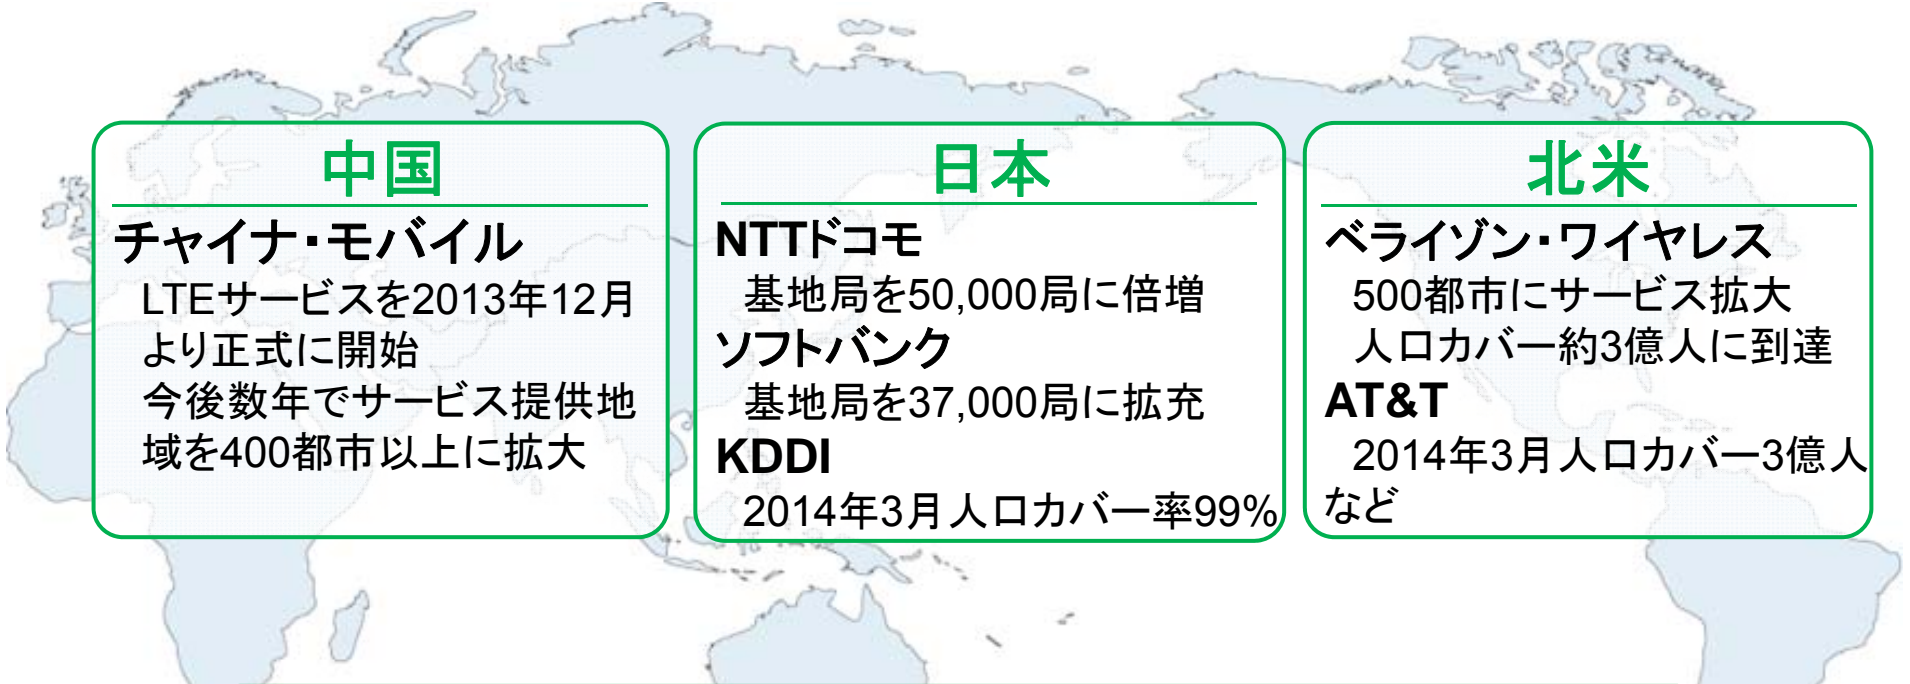 中国
チャイナ・モバイル
LTEサービスを2013年12月
より正式に開始
今後数年でサービス提供地
域を400都市以上に拡大
日本
NTTドコモ
基地局を50,000局に倍増
ソフトバンク
基地局を37,000局に拡充
KDDI
2014年3月人口カバー率99%
北米
ベライゾン・ワイヤレス
500都市にサービス拡大
人口カバー約3億人に到達
AT&T
2014年3月人口カバー3億人
など